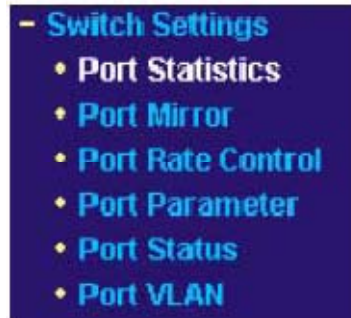 - Switch Settings
• Port Statistics
• Port Mirror
• Port Rate Control
• Port Parameter
• Port Status
• Port VLAN